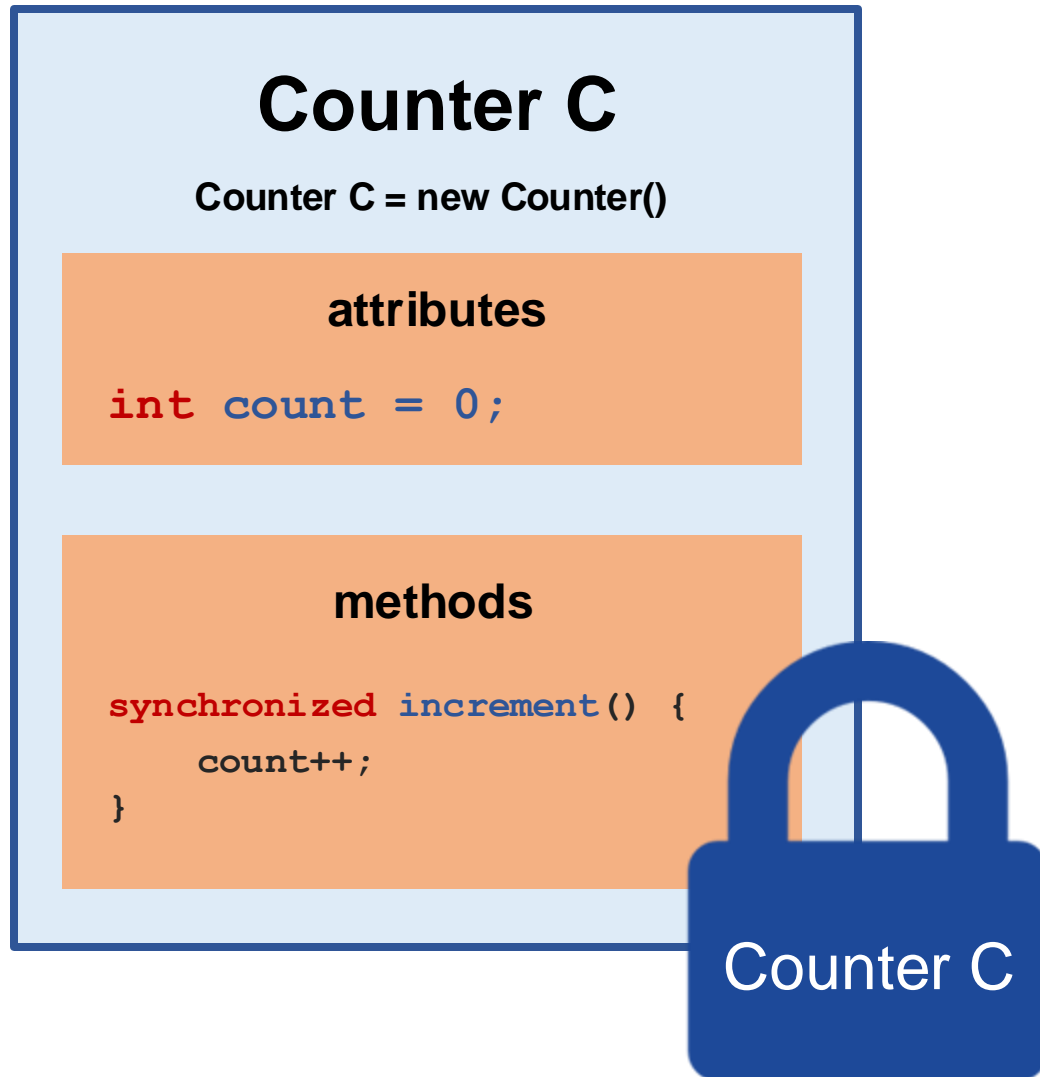 Counter C
Counter C = new Counter()
attributes
int count = 0;
methods
synchronized increment() {
    count++;
}
Counter C